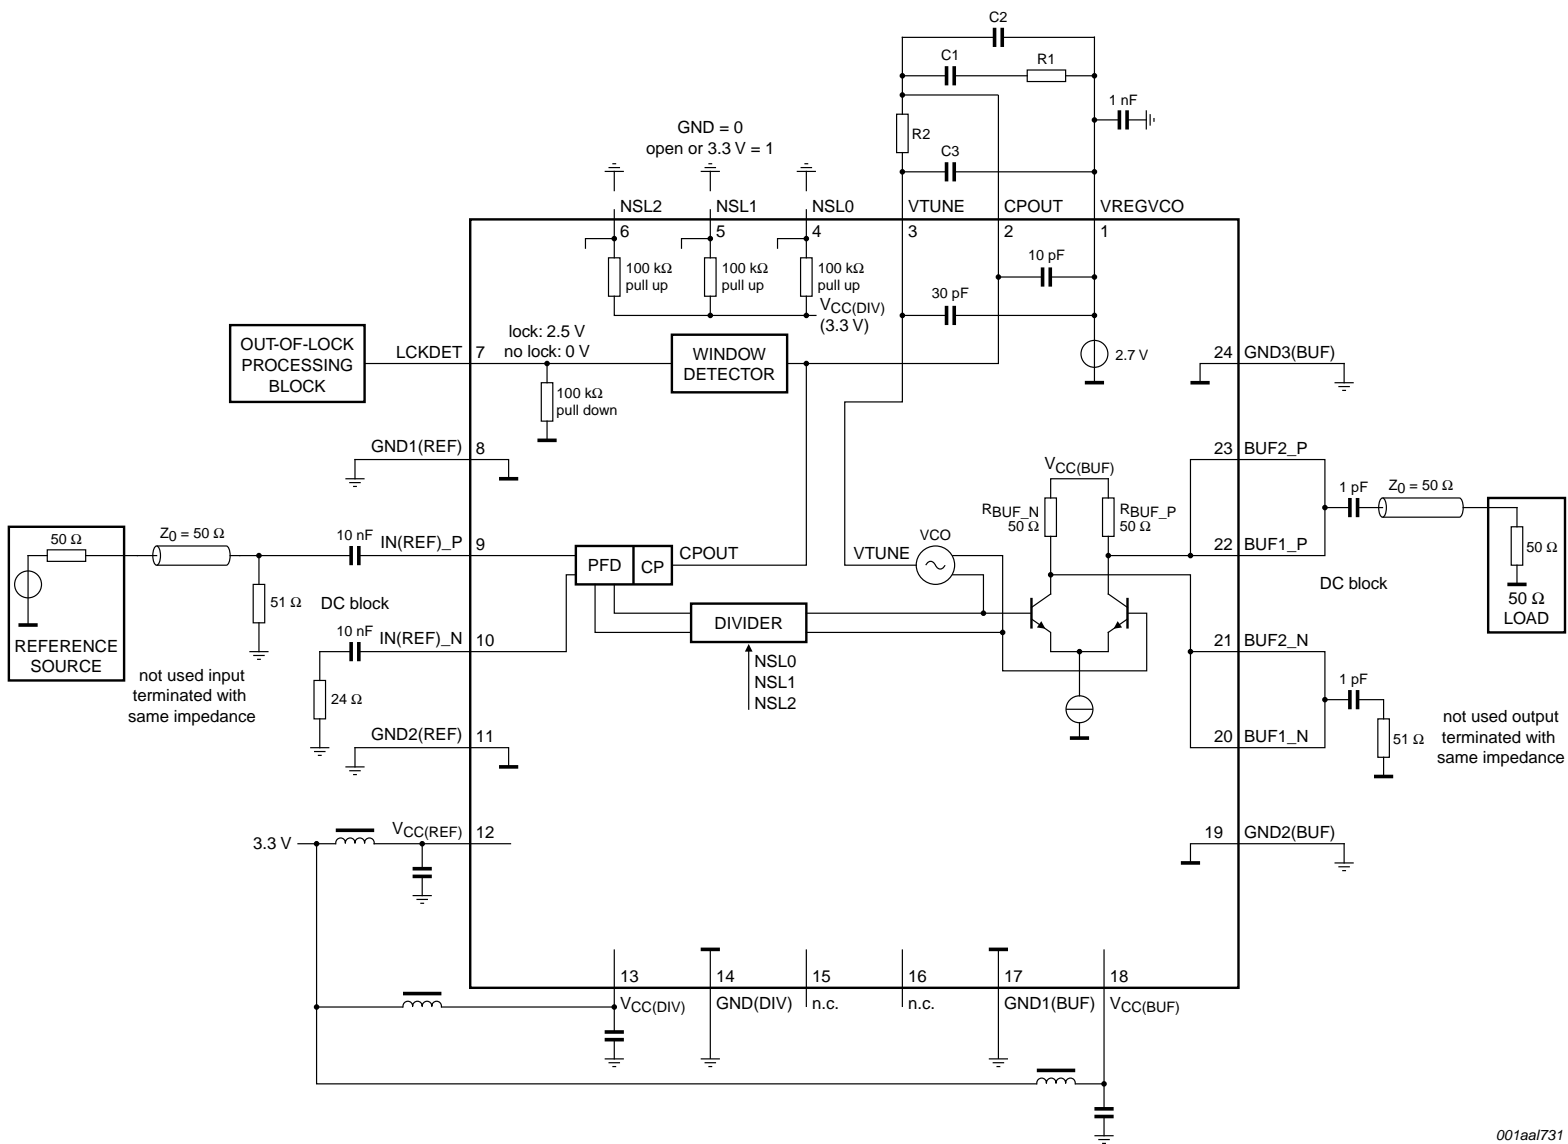 C2
C1
R1
1 nF
GND = 0
open or 3.3 V = 1
R2
C3
NSL2
NSL1
NSL0
VTUNE
CPOUT
VREGVCO
6
5
4
3
2
1
100 kΩ
pull up
100 kΩ
pull up
100 kΩ
pull up
10 pF
30 pF
VCC(DIV)
(3.3 V)
OUT-OF-LOCK
PROCESSING
BLOCK
LCKDET
7
lock: 2.5 V
no lock: 0 V
WINDOW
DETECTOR
2.7 V
24
GND3(BUF)
100 kΩ
pull down
GND1(REF)
8
23
BUF2_P
VCC(BUF)
RBUF_N
50 Ω
RBUF_P
50 Ω
1 pF
Z0 = 50 Ω
50 Ω
Z0 = 50 Ω
10 nF
IN(REF)_P
9
CPOUT
VTUNE
VCO
22
BUF1_P
PFD
CP
50 Ω
DC block
50 Ω
LOAD
51 Ω
DC block
10 nF
IN(REF)_N
10
DIVIDER
REFERENCE
SOURCE
21
BUF2_N
NSL0
NSL1
NSL2
not used input
terminated with
same impedance
24 Ω
1 pF
GND2(REF)
11
20
BUF1_N
51 Ω
not used output
terminated with
same impedance
3.3 V
VCC(REF)
12
19
GND2(BUF)
13
14
15
16
17
18
VCC(DIV)
GND(DIV)
n.c.
n.c.
GND1(BUF)
VCC(BUF)
001aal731